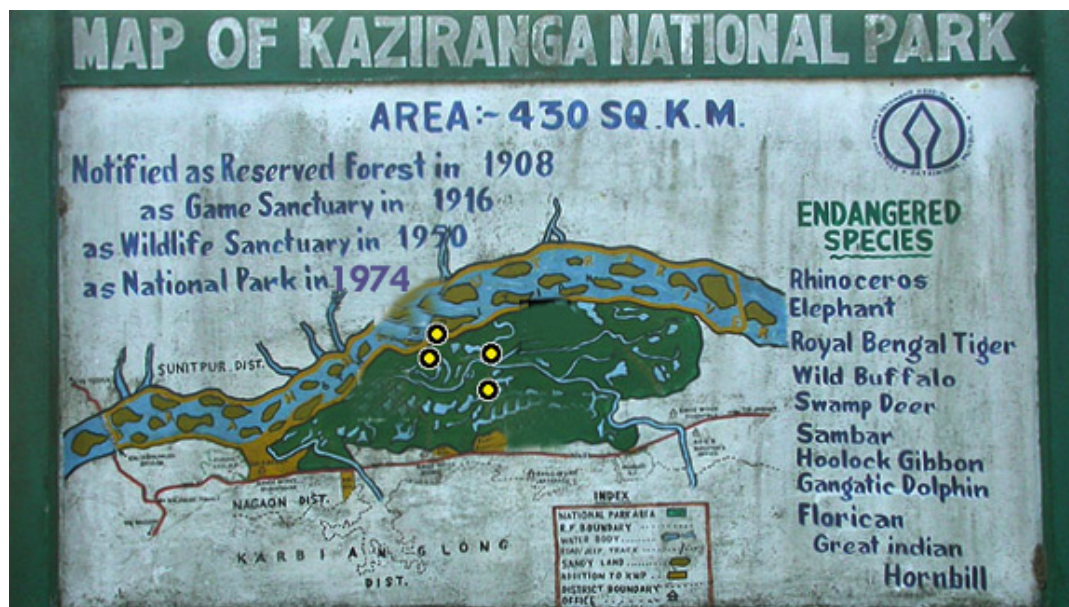 MAP OF KAZIRANGA NATIONAL PARK
AREA:- 430 SQ.K.M.
Notified as Reserved Forest in 1908
as Game Sanctuary in 1916
as Wildlife Sanctuary in 1950
as National Park in 1974
ENDANGERED
SPECIES
Rhinoceros
Elephant
Royal Bengal Tiger
Wild Buffalo
Swamp Deer
Sambar
Hoolock Gibbon
Gangatic Dolphin
Florican
Great indian
Hornbill
SUNITPUR DIST.
NAGAON DIST.
KARBI ANGLONG
DIST.
INDEX
NATIONAL PARK AREA
R.F. BOUNDARY
WATER BODY
ROAD/JEEP TRACK
SANDY LAND
ADDITION TO KNP
DISTRICT BOUNDARY
OFFICE